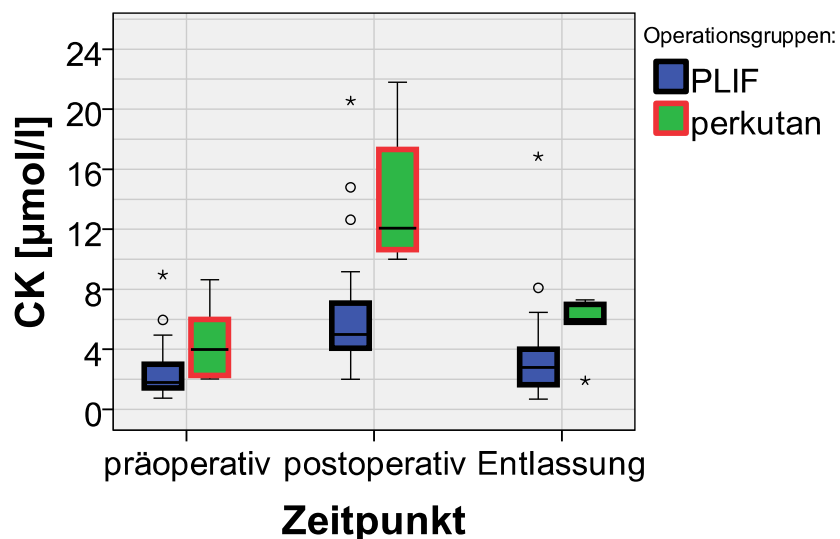 Operationsgruppen:
PLIF
perkutan
CK [µmol/l]
24
20
16
12
8
4
0
präoperativ postoperativ Entlassung
Zeitpunkt